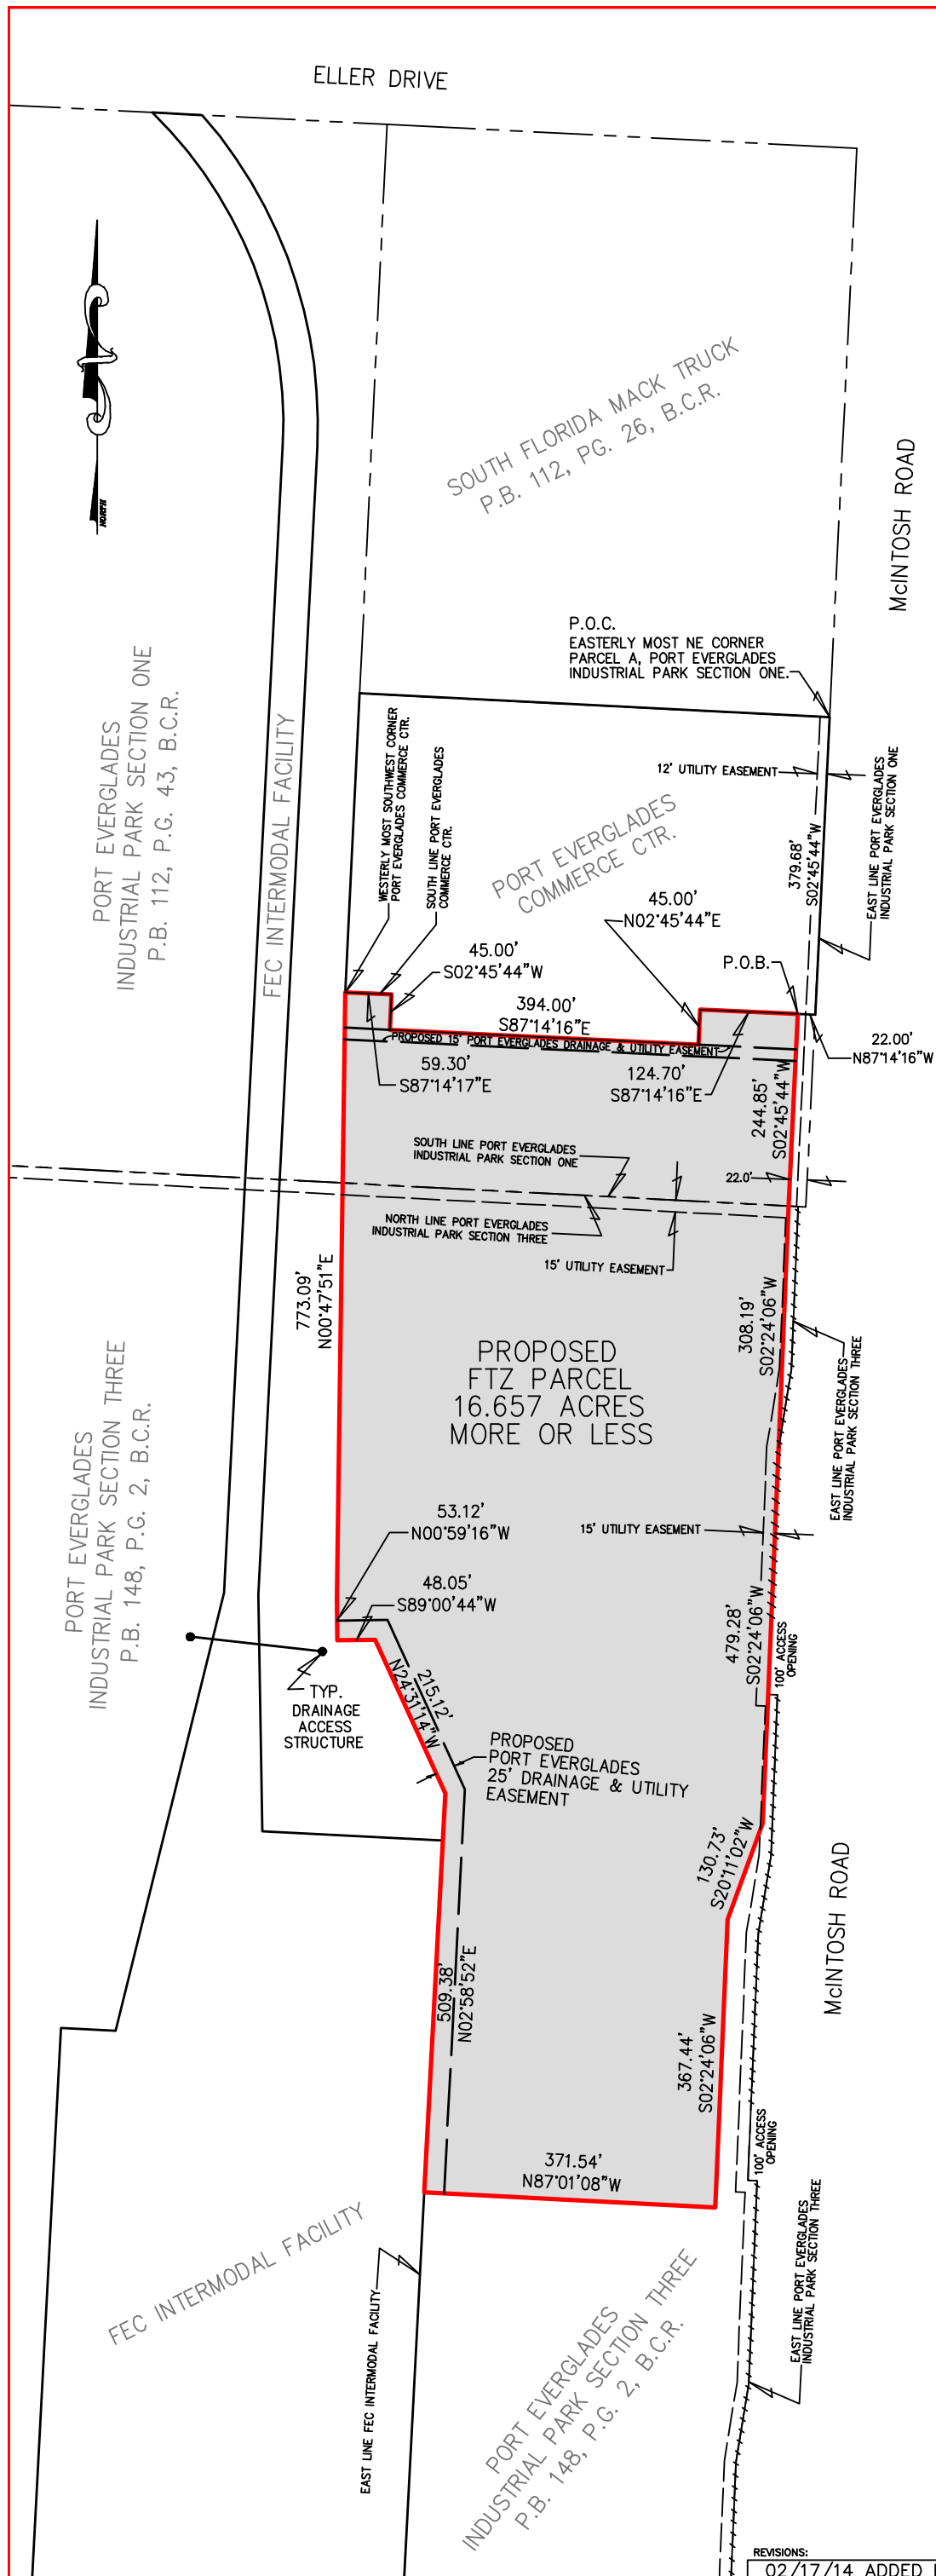 ELLER DRIVE
NORTH
SOUTH FLORIDA MACK TRUCK
P.B. 112, PG. 26, B.C.R.
McINTOSH ROAD
P.O.C.
EASTERLY MOST NE CORNER
PARCEL A, PORT EVERGLADES
INDUSTRIAL PARK SECTION ONE.
PORT EVERGLADES
INDUSTRIAL PARK SECTION ONE
P.B. 112, P.G. 43, B.C.R.
FEC INTERMODAL FACILITY
WESTERLY MOST SOUTHWEST CORNER
PORT EVERGLADES COMMERCE CTR.
SOUTH LINE PORT EVERGLADES
COMMERCE CTR.
12' UTILITY EASEMENT
PORT EVERGLADES
COMMERCE CTR.
379.68'
S02°45'44"W
EAST LINE PORT EVERGLADES
INDUSTRIAL PARK SECTION ONE
45.00'
N02°45'44"E
45.00'
S02°45'44"W
P.O.B.
394.00'
S87°14'16"E
22.00'
N87°14'16"W
PROPOSED 15' PORT EVERGLADES DRAINAGE & UTILITY EASEMENT
59.30'
S87°14'17"E
124.70'
S87°14'16"E
244.85'
S02°45'44"W
SOUTH LINE PORT EVERGLADES
INDUSTRIAL PARK SECTION ONE
22.0'
NORTH LINE PORT EVERGLADES
INDUSTRIAL PARK SECTION THREE
15' UTILITY EASEMENT
773.09'
N00°47'51"E
308.19'
S02°24'06"W
PROPOSED
FTZ PARCEL
16.657 ACRES
MORE OR LESS
EAST LINE PORT EVERGLADES
INDUSTRIAL PARK SECTION THREE
PORT EVERGLADES
INDUSTRIAL PARK SECTION THREE
P.B. 148, P.G. 2, B.C.R.
53.12'
N00°59'16"W
15' UTILITY EASEMENT
48.05'
S89°00'44"W
479.28'
S02°24'06"W
100' ACCESS
OPENING
215.12'
N24°31'14"W
TYP.
DRAINAGE
ACCESS
STRUCTURE
PROPOSED
PORT EVERGLADES
25' DRAINAGE & UTILITY
EASEMENT
130.73'
S20°11'02"W
McINTOSH ROAD
509.38'
N02°58'52"E
367.44'
S02°24'06"W
100' ACCESS
OPENING
371.54'
N87°01'08"W
FEC INTERMODAL FACILITY
EAST LINE FEC INTERMODAL FACILITY
EAST LINE PORT EVERGLADES
INDUSTRIAL PARK SECTION THREE
PORT EVERGLADES
INDUSTRIAL PARK SECTION THREE
P.B. 148, P.G. 2, B.C.R.
REVISIONS:
02/17/14 ADDED